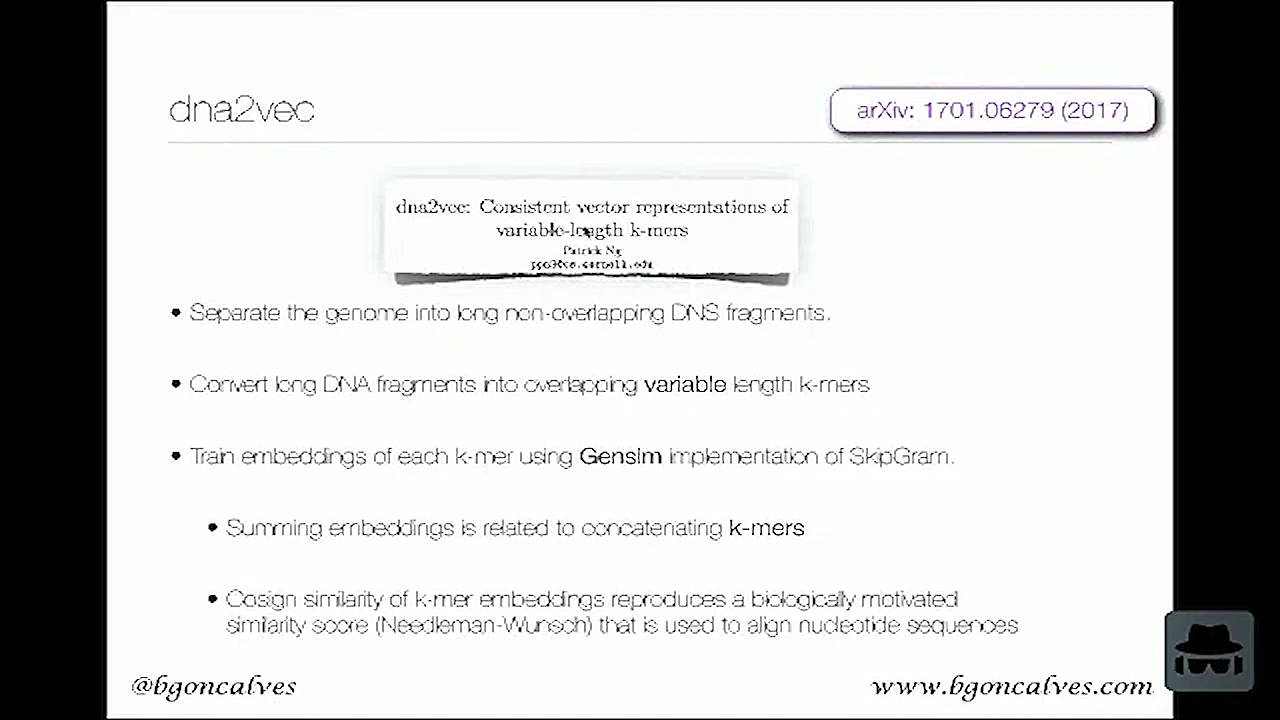 dna2vec
arXiv: 1701.06279 (2017)
dna2vec: Consistent vector representations of
variable-length k-mers
Patrick Ng
• Separate the genome into long non-overlapping DNS fragments.
• Convert long DNA fragments into overlapping variable length k-mers
• Train embeddings of each k-mer using Gensim implementation of SkipGram.
• Summing embeddings is related to concatenating k-mers
• Cosign similarity of k-mer embeddings reproduces a biologically motivated
similarity score (Needleman-Wunsch) that is used to align nucleotide sequences
@bgoncalves
www.bgoncalves.com